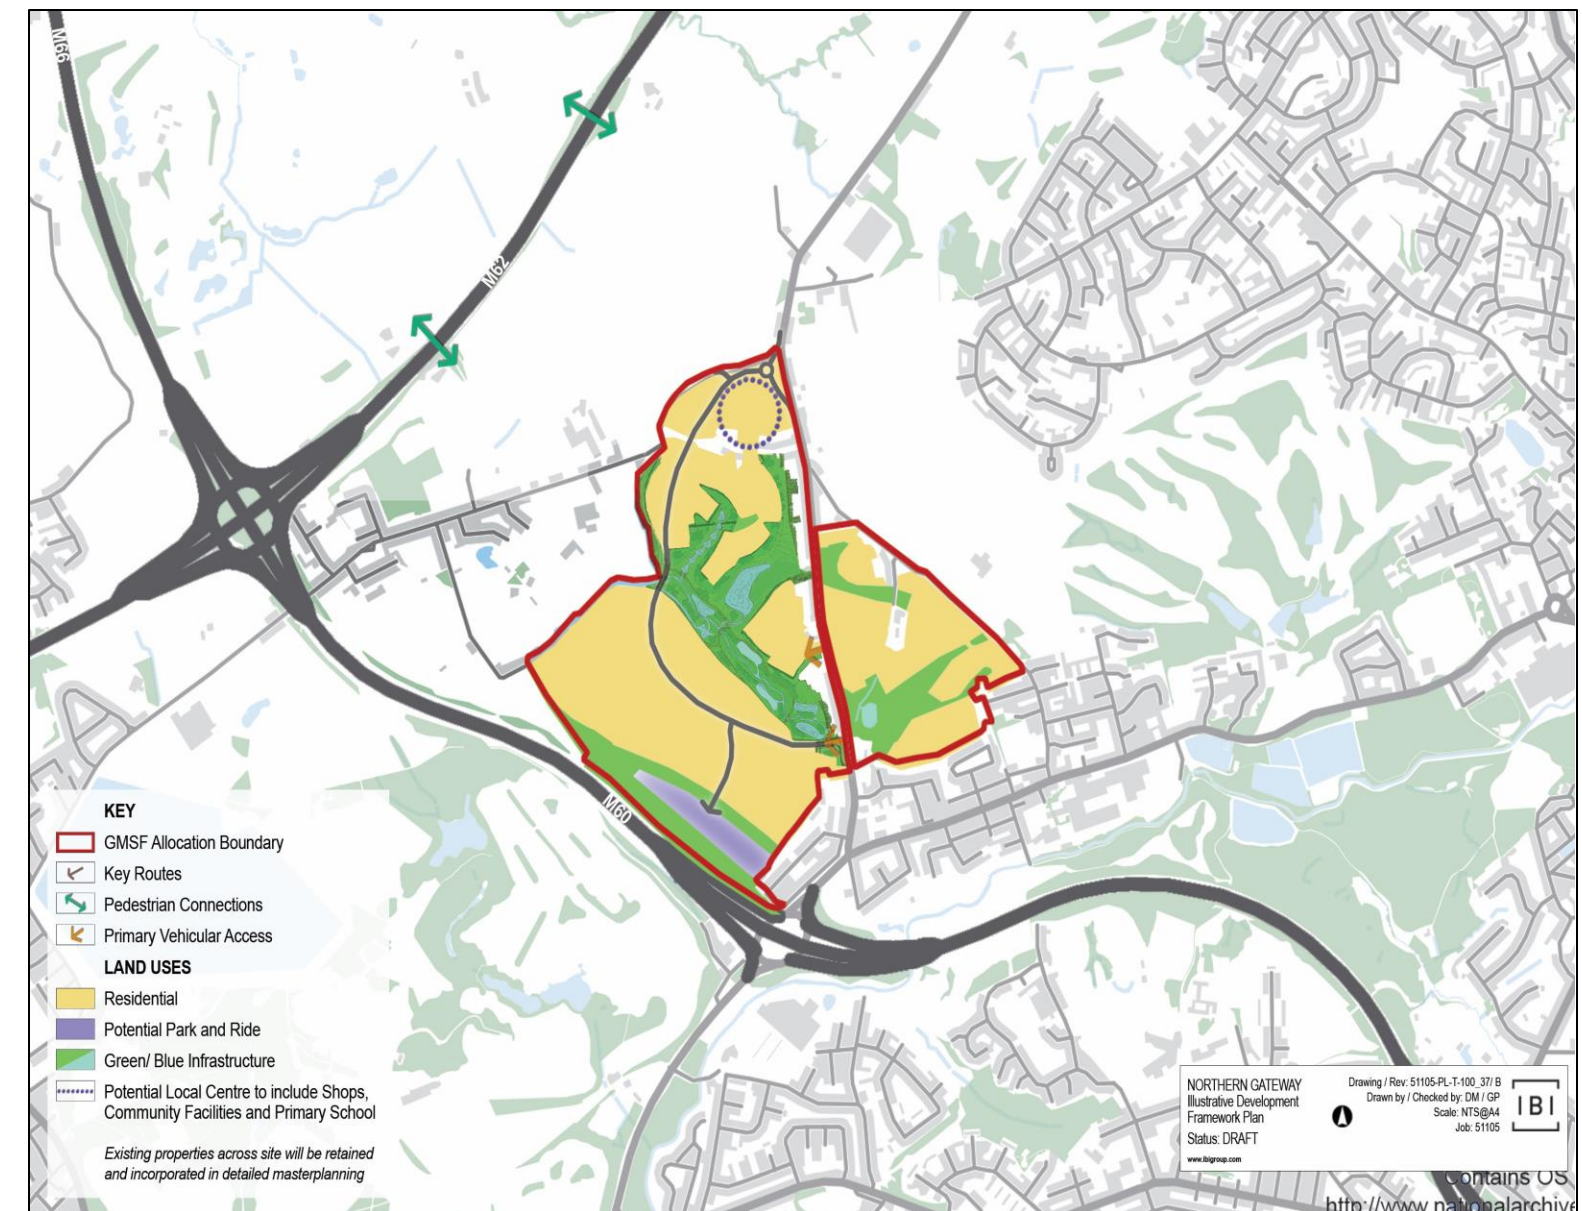 M66
M62
M60
KEY
GMSF Allocation Boundary
Key Routes
Pedestrian Connections
Primary Vehicular Access
LAND USES
Residential
Potential Park and Ride
Green/ Blue Infrastructure
Potential Local Centre to include Shops,
Community Facilities and Primary School
Existing properties across site will be retained
and incorporated in detailed masterplanning
NORTHERN GATEWAY
Illustrative Development
Framework Plan
Status: DRAFT
www.ibigroup.com
Drawing / Rev: 51105-PL-T-100_37/ B
Drawn by / Checked by: DM / GP
Scale: NTS@A4
Job: 51105
IBI
Contains OS
http://www.nationalarchive